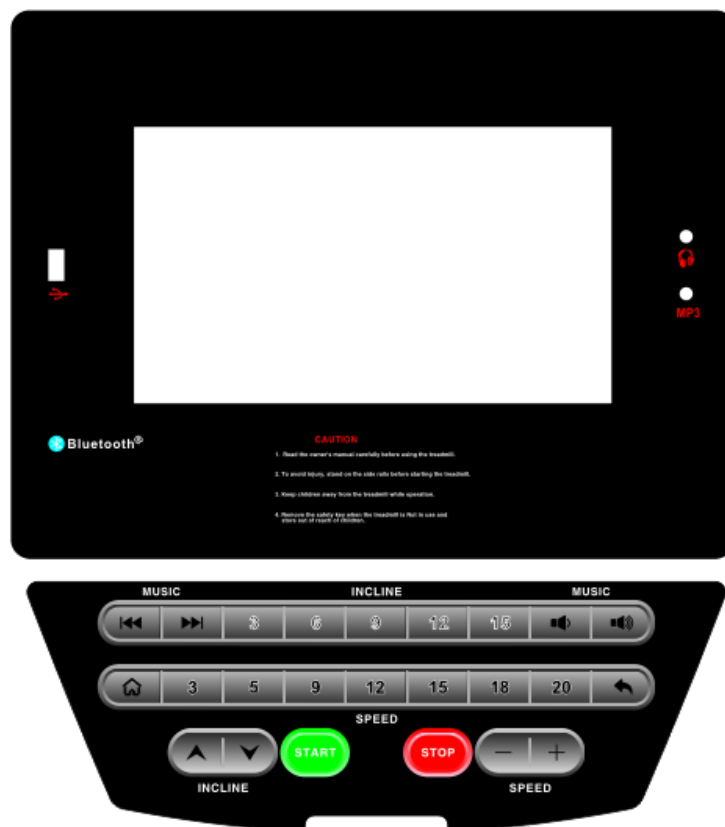 MP3
Bluetooth®
CAUTION
1. Read the owner's manual carefully before using the treadmill.
2. To avoid injury, stand on the side rails before starting the treadmill.
3. Keep children away from the treadmill while operation.
4. Remove the safety key when the treadmill is Not in use and
store out of reach of children.
MUSIC INCLINE MUSIC
3 6 9 12 15
3 5 9 12 15 18 20
SPEED
START STOP
INCLINE SPEED